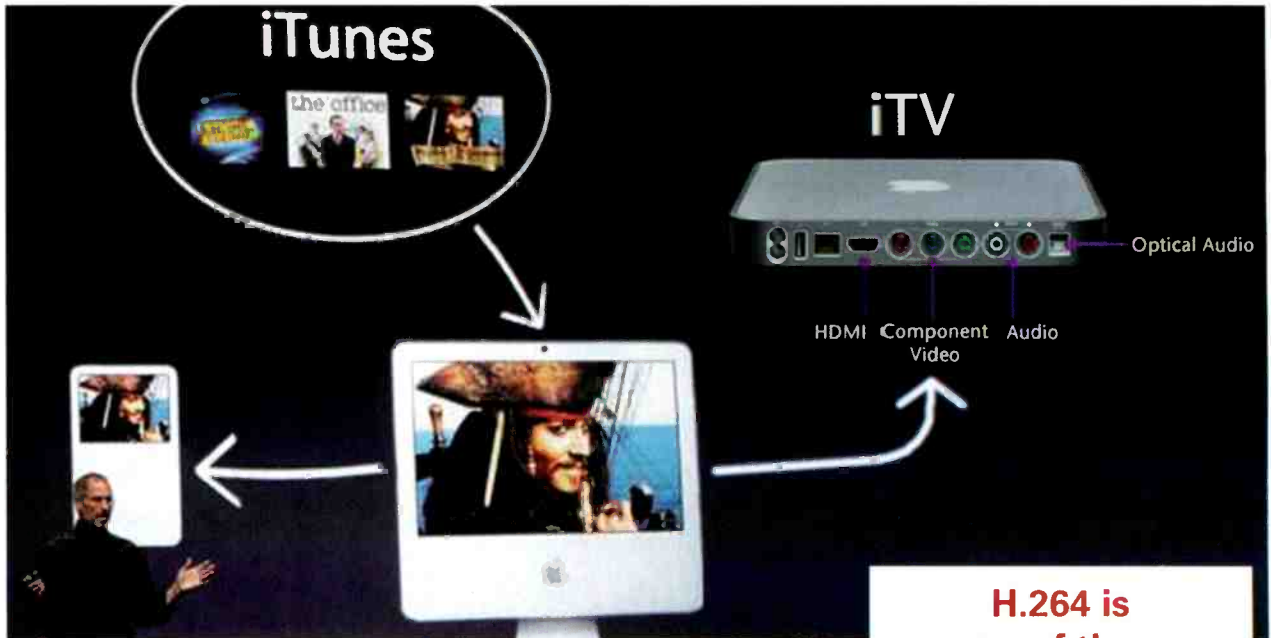 iTunes
the office
iTV
Optical Audio
HDMI Component Audio
Video
H.264 is